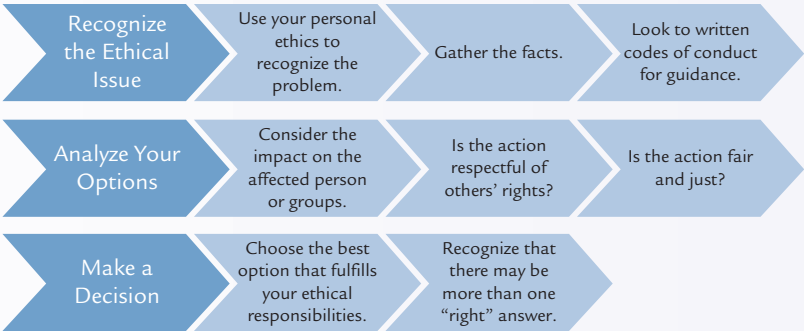 Recognize
the Ethical
Issue
Use your personal
ethics to
recognize the
problem.
Gather the facts.
Look to written
codes of conduct
for guidance.
Analyze Your
Options
Consider the
impact on the
affected person
or groups.
Is the action
respectful of
others’ rights?
Is the action fair
and just?
Make a
Decision
Choose the best
option that fulfills
your ethical
responsibilities.
Recognize that
there may be
more than one
“right” answer.